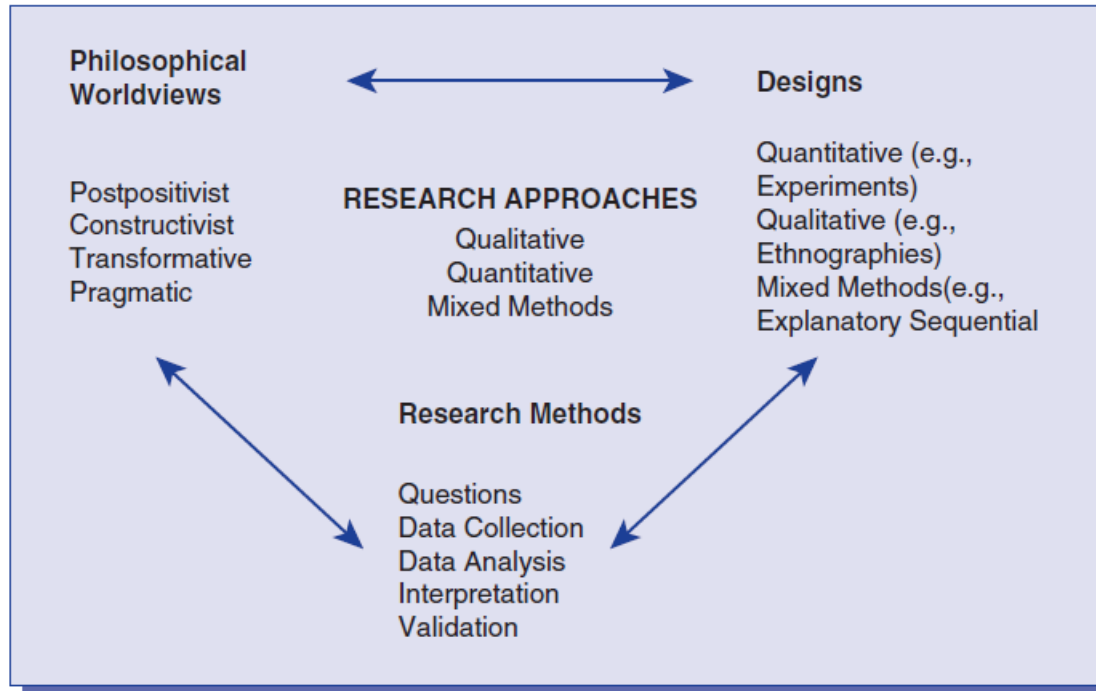 Philosophical
Worldviews
Designs
Postpositivist
Constructivist
Transformative
Pragmatic
RESEARCH APPROACHES
Qualitative
Quantitative
Mixed Methods
Quantitative (e.g.,
Experiments)
Qualitative (e.g.,
Ethnographies)
Mixed Methods(e.g.,
Explanatory Sequential
Research Methods
Questions
Data Collection
Data Analysis
Interpretation
Validation